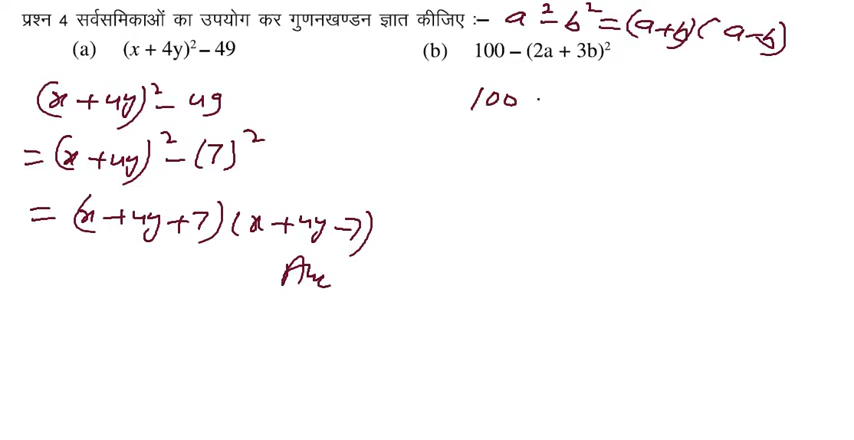 प्रश्न 4 सर्वसमिकाओं का उपयोग कर गुणनखण्डन ज्ञात कीजिए :– a² – b² = (a+b)(a–b)
(a) (x + 4y)² – 49 (b) 100 – (2a + 3b)²
(x + 4y)² – 49
100 .
= (x + 4y)² – (7)²
= (x + 4y + 7)(x + 4y – 7)
Ans